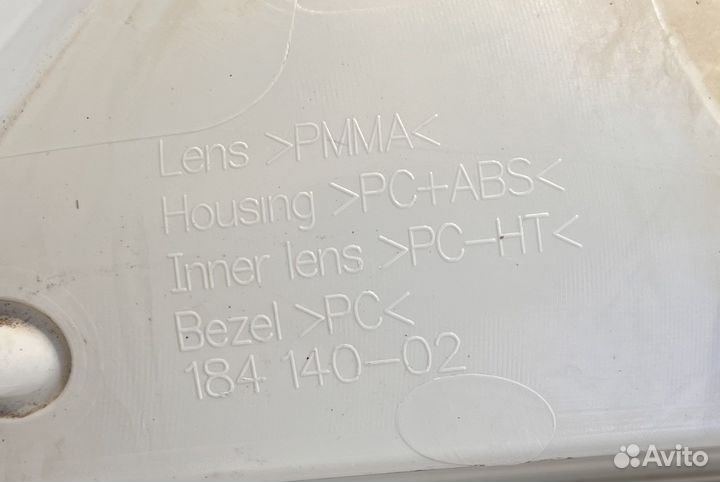 Lens >PMMA<
Housing >PC+ABS<
Inner lens >PC-HT<
Bezel >PC<
184 140-02
Avito